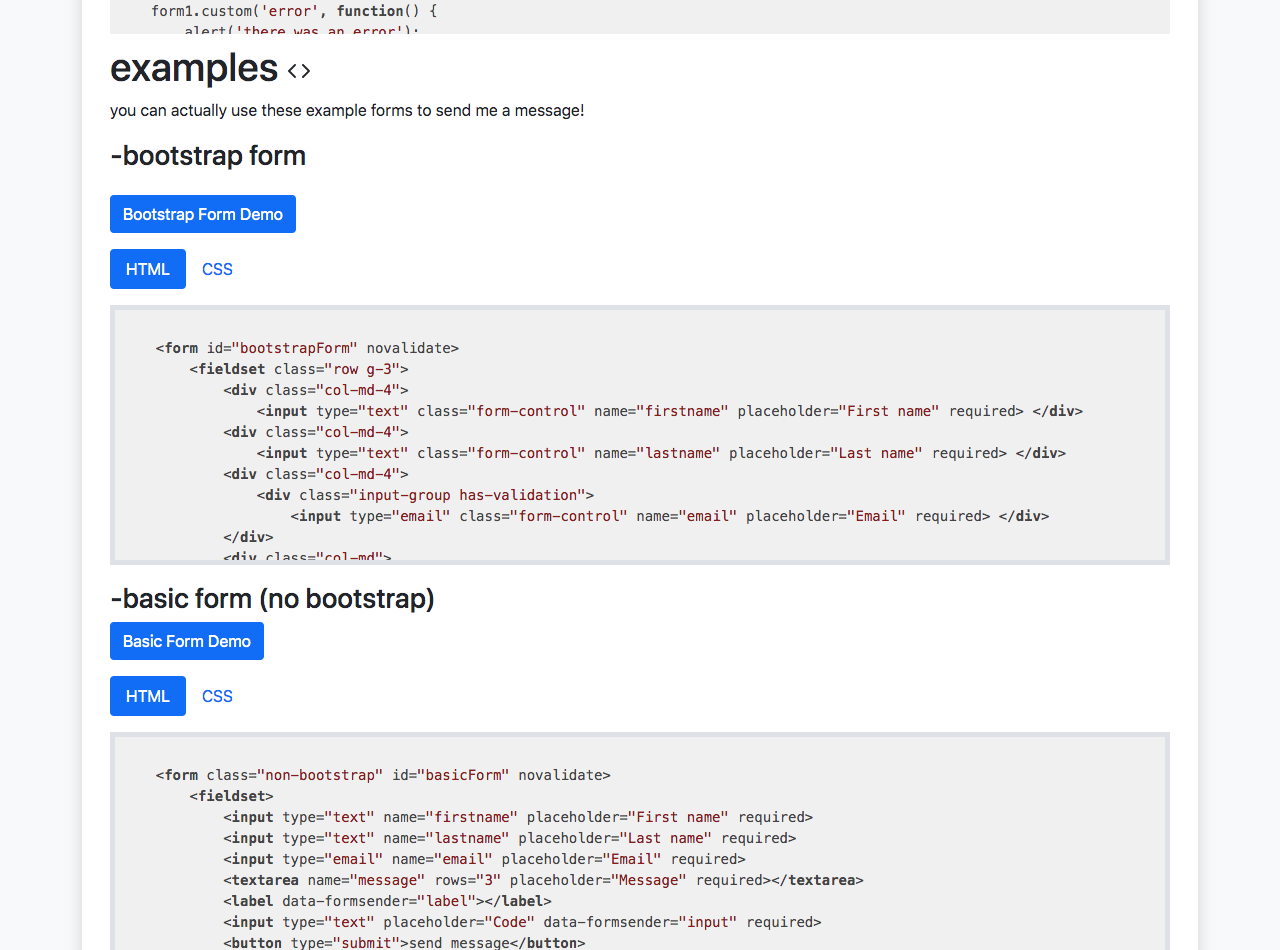 form1.custom('error', function() {
alert('there was an error');
examples <>
you can actually use these example forms to send me a message!
-bootstrap form
Bootstrap Form Demo
HTML CSS
<form id="bootstrapForm" novalidate>
<fieldset class="row g-3">
<div class="col-md-4">
<input type="text" class="form-control" name="firstname" placeholder="First name" required> </div>
<div class="col-md-4">
<input type="text" class="form-control" name="lastname" placeholder="Last name" required> </div>
<div class="col-md-4">
<div class="input-group has-validation">
<input type="email" class="form-control" name="email" placeholder="Email" required> </div>
</div>
<div class="col-md">
-basic form (no bootstrap)
Basic Form Demo
HTML CSS
<form class="non-bootstrap" id="basicForm" novalidate>
<fieldset>
<input type="text" name="firstname" placeholder="First name" required>
<input type="text" name="lastname" placeholder="Last name" required>
<input type="email" name="email" placeholder="Email" required>
<textarea name="message" rows="3" placeholder="Message" required></textarea>
<label data-formsender="label"></label>
<input type="text" placeholder="Code" data-formsender="input" required>
<button type="submit">send message</button>